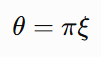 θ = πξ